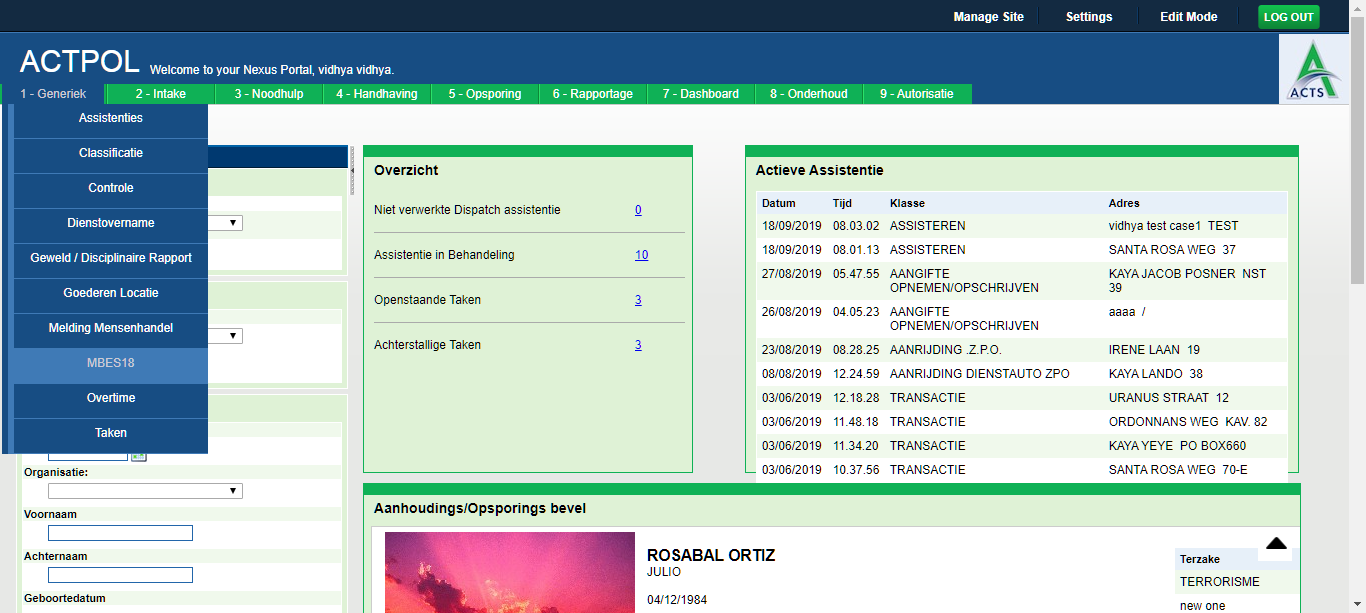 Manage Site
Settings
Edit Mode
LOG OUT
ACTPOL Welcome to your Nexus Portal, vidhya vidhya.
ACTS
1 - Generiek
2 - Intake
3 - Noodhulp
4 - Handhaving
5 - Opsporing
6 - Rapportage
7 - Dashboard
8 - Onderhoud
9 - Autorisatie
Assistenties
Classificatie
Controle
Dienstovername
Geweld / Disciplinaire Rapport
Goederen Locatie
Melding Mensenhandel
MBES18
Overtime
Taken
Organisatie:
Voornaam
Achternaam
Geboortedatum
Overzicht
Niet verwerkte Dispatch assistentie 0
Assistentie in Behandeling 10
Openstaande Taken 3
Achterstallige Taken 3
Actieve Assistentie
Datum Tijd Klasse Adres
18/09/2019 08.03.02 ASSISTEREN vidhya test case1 TEST
18/09/2019 08.01.13 ASSISTEREN SANTA ROSA WEG 37
27/08/2019 05.47.55 AANGIFTE KAYA JACOB POSNER NST
OPNEMEN/OPSCHRIJVEN 39
26/08/2019 04.05.23 AANGIFTE aaaa /
OPNEMEN/OPSCHRIJVEN
23/08/2019 08.28.25 AANRIJDING .Z.P.O. IRENE LAAN 19
08/08/2019 12.24.59 AANRIJDING DIENSTAUTO ZPO KAYA LANDO 38
03/06/2019 12.18.28 TRANSACTIE URANUS STRAAT 12
03/06/2019 11.48.18 TRANSACTIE ORDONNANS WEG KAV. 82
03/06/2019 11.34.20 TRANSACTIE KAYA YEYE PO BOX660
03/06/2019 10.37.56 TRANSACTIE SANTA ROSA WEG 70-E
Aanhoudings/Opsporings bevel
ROSABAL ORTIZ
JULIO
04/12/1984
Terzake
TERRORISME
new one